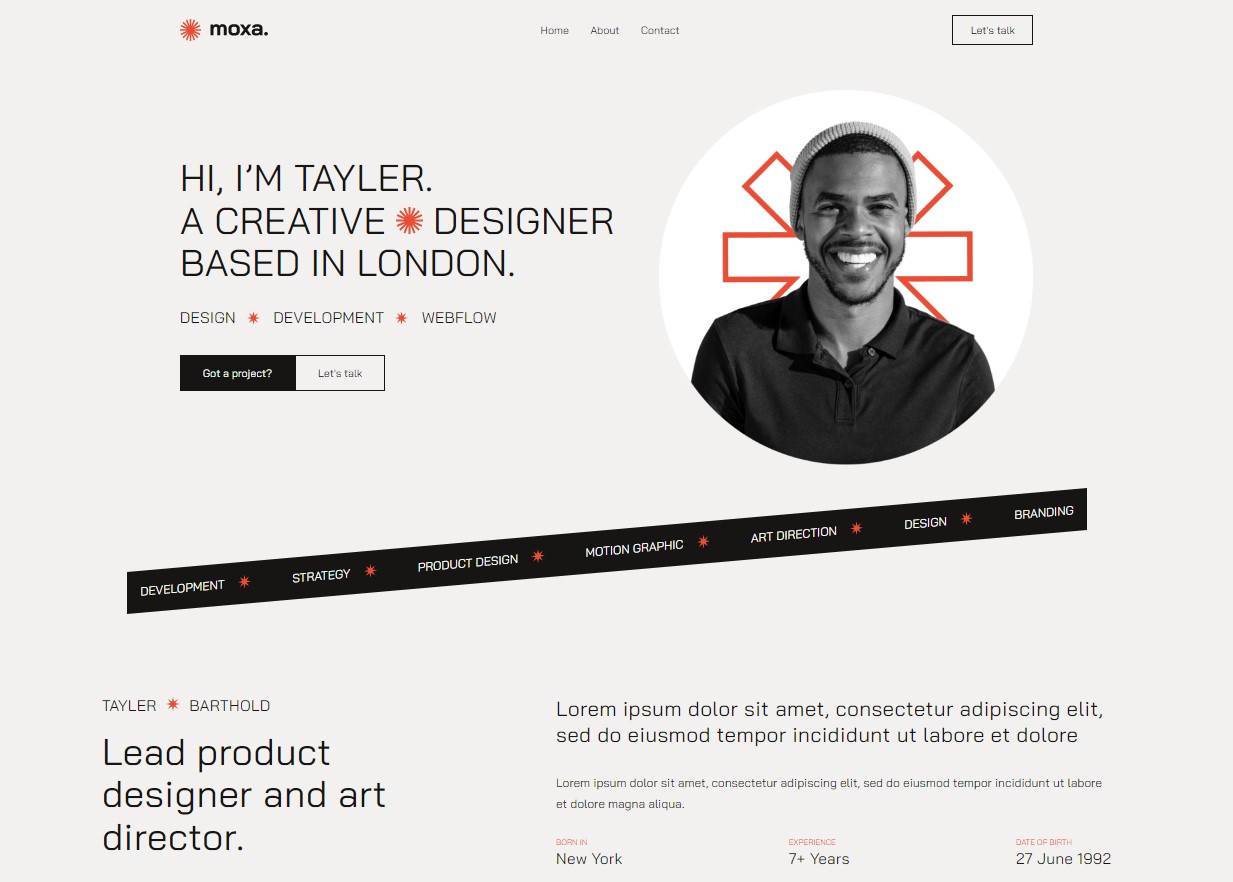 moxa.
Home About Contact
Let's talk
HI, I’M TAYLER.
A CREATIVE DESIGNER
BASED IN LONDON.
DESIGN DEVELOPMENT WEBFLOW
Got a project? Let's talk
DEVELOPMENT STRATEGY PRODUCT DESIGN MOTION GRAPHIC ART DIRECTION DESIGN BRANDING
TAYLER BARTHOLD
Lead product
designer and art
director.
Lorem ipsum dolor sit amet, consectetur adipiscing elit,
sed do eiusmod tempor incididunt ut labore et dolore
Lorem ipsum dolor sit amet, consectetur adipiscing elit, sed do eiusmod tempor incididunt ut labore
et dolore magna aliqua.
BORN IN EXPERIENCE DATE OF BIRTH
New York 7+ Years 27 June 1992